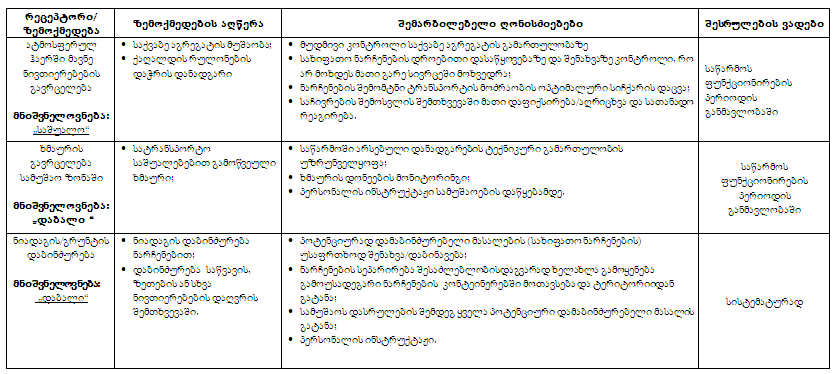 რეცეპტორი/
ზემოქმედება
ზემოქმედების აღწერა
შემარბილებელი ღონისძიებები
შესრულების ვადები
ატმოსფერულ
ჰაერში მავნე
ნივთიერებების
გავრცელება
მნიშვნელოვნება:
„საშუალო“
• საქვაბე აგრეგატის მუშაობა;
• ქაღალდის რულონების
დაჭრის დანადგარი
• მუდმივი კონტროლი საქვაბე აგრეგატის გამართულობაზე
• სახიფათო ნარჩენების დროებითი დასაწყობებაზე და შენახვაზე კონტროლი, რო
არ მოხდეს მათი გარე სივრცეში მოხვედრა;
• ნარჩენების შემომტნი ტრანსპორტის მოძრაობის ოპტიმალური სიჩქარის დაცვა;
• საჩივრების შემოსვლის შემთხვევაში მათი დაფიქსირება/აღრიცხვა და სათანადო
რეაგირება.
საწარმოს
ფუნქციონირების
პერიოდის
განმავლობაში
ხმაურის
გავრცელება
სამუშაო ზონაში
მნიშვნელოვნება:
„დაბალი “
• სატრანსპორტო
საშუალებებით გამოწვეული
ხმაური;
• საწარმოში არსებული დანადგარების ტექნიკური გამართულობის
უზრუნველყოფა;
• ხმაურის დონეების მონიტორინგი;
• პერსონალის ინსტრუქტაჟი სამუშაოების დაწყებამდე.
საწარმოს
ფუნქციონირების
პერიოდის
განმავლობაში
ნიადაგის/გრუნტის
დაბინძურება
მნიშვნელოვნება:
„დაბალი“
• ნიადაგის დაბინძურება
ნარჩენებით;
• დაბინძურება საწვავის,
ზეთების ან სხვა
ნივთიერებების დაღვრის
შემთხვევაში.
• პოტენციურად დამაბინძურებელი მასალების (სახიფათო ნარჩენების)
უსაფრთხოდ შენახვა/დაბინავება;
• ნარჩენების სეპარირება შესაძლებლობისდაგვარად ხელახლა გამოყენება
გამოუსადეგარი ნარჩენების კონტეინერებში მოთავსება და ტერიტორიიდან
გატანა;
• სამუშაოს დასრულების შემდეგ ყველა პოტენციური დამაბინძურებელი მასალის
გატანა;
• პერსონალის ინსტრუქტაჟი.
სისტემატურად